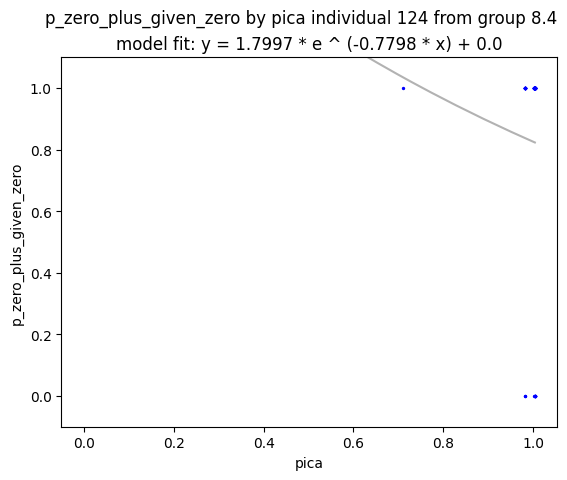 p_zero_plus_given_zero by pica individual 124 from group 8.4
model fit: y = 1.7997 * e ^ (-0.7798 * x) + 0.0
p_zero_plus_given_zero
1.0
0.8
0.6
0.4
0.2
0.0
0.0 0.2 0.4 0.6 0.8 1.0
pica